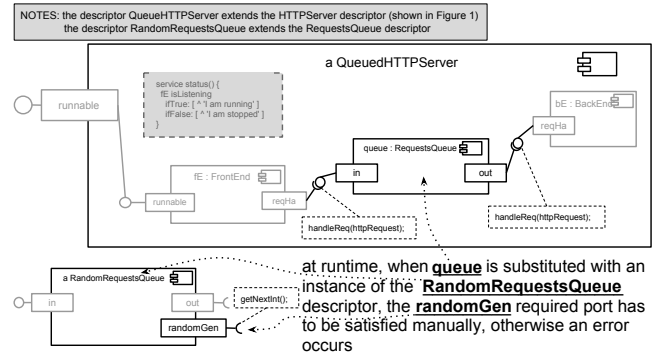 NOTES: the descriptor QueueHTTPServer extends the HTTPServer descriptor (shown in Figure 1)
the descriptor RandomRequestsQueue extends the RequestsQueue descriptor
a QueuedHTTPServer
service status() {
fE isListening
ifTrue: [ ^ 'I am running' ]
ifFalse: [ ^ 'I am stopped' ]
}
runnable
bE : BackEnd
reqHa
queue : RequestsQueue
in
out
fE : FrontEnd
runnable
reqHa
handleReq(httpRequest);
handleReq(httpRequest);
a RandomRequestsQueue
in
out
randomGen
getNextInt();
at runtime, when queue is substituted with an
instance of the RandomRequestsQueue
descriptor, the randomGen required port has
to be satisfied manually, otherwise an error
occurs